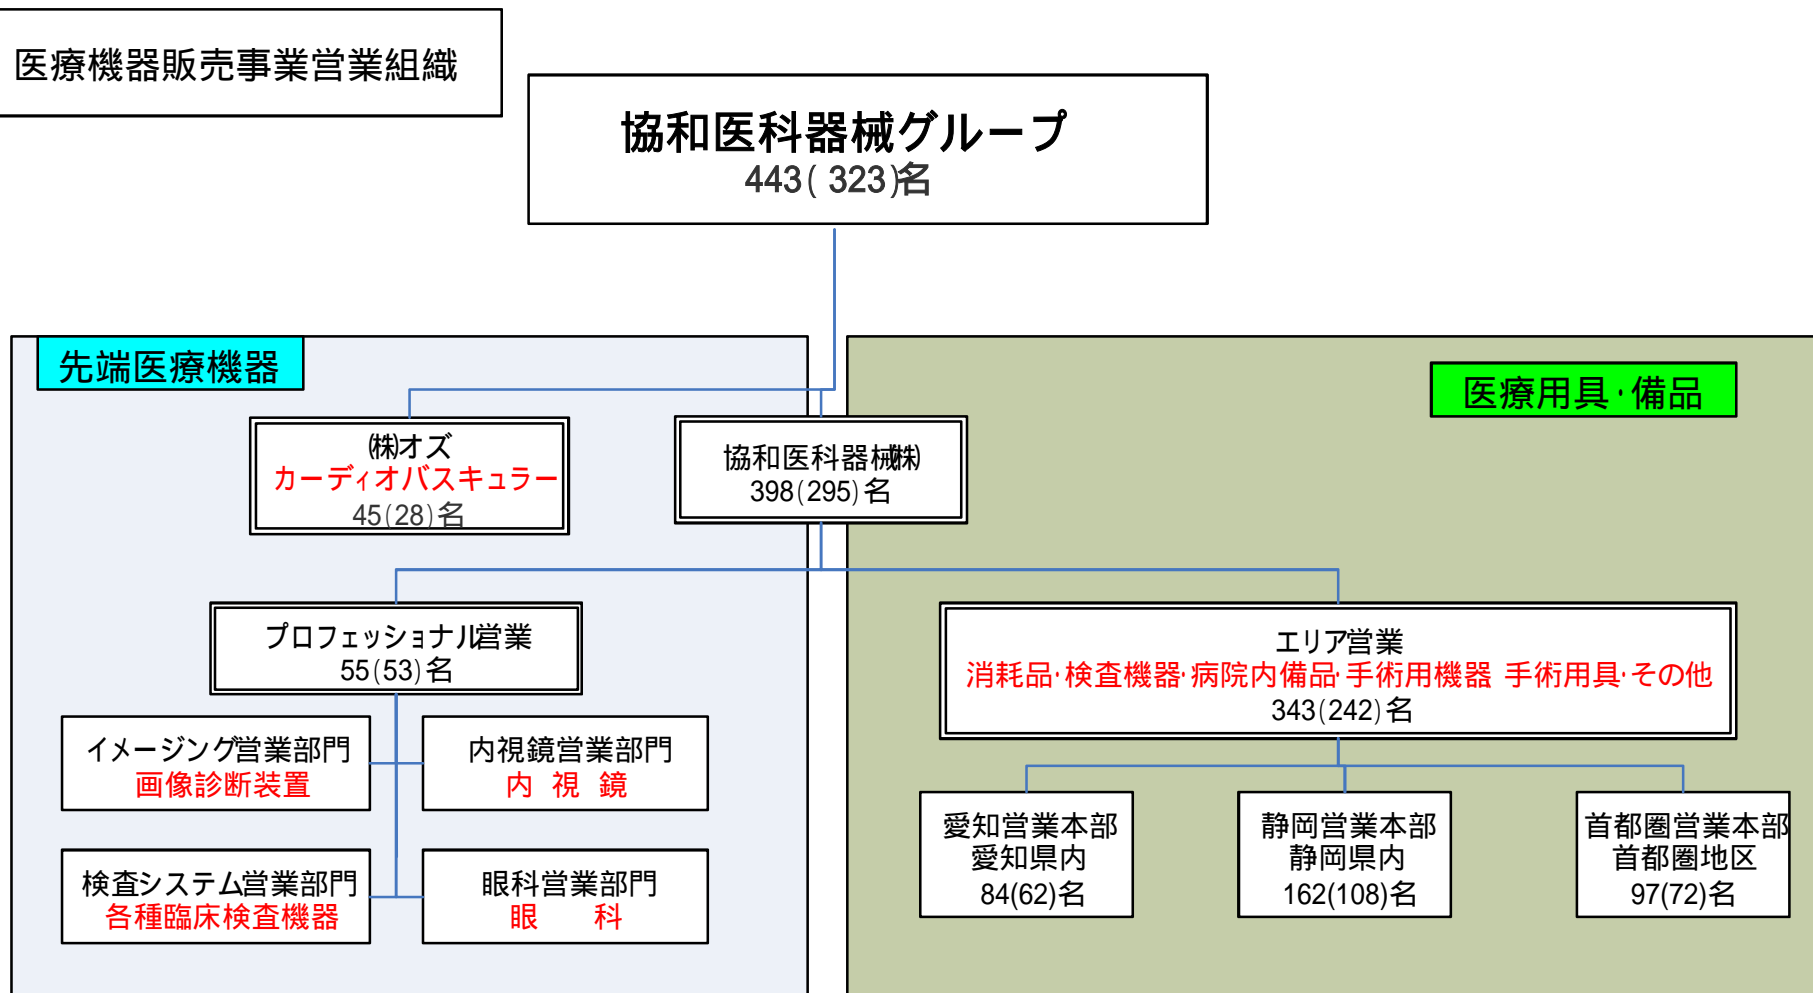 医療機器販売事業営業組織
協和医科器械グループ
443(323)名
先端医療機器
医療用具・備品
㈱オズ
カーディオバスキュラー
45(28)名
協和医科器械㈱
398(295)名
プロフェッショナル営業
55(53)名
エリア営業
消耗品・検査機器・病院内備品・手術用機器 手術用具・その他
343(242)名
イメージング営業部門
画像診断装置
内視鏡営業部門
内 視 鏡
検査システム営業部門
各種臨床検査機器
眼科営業部門
眼　科
愛知営業本部
愛知県内
84(62)名
静岡営業本部
静岡県内
162(108)名
首都圏営業本部
首都圏地区
97(72)名